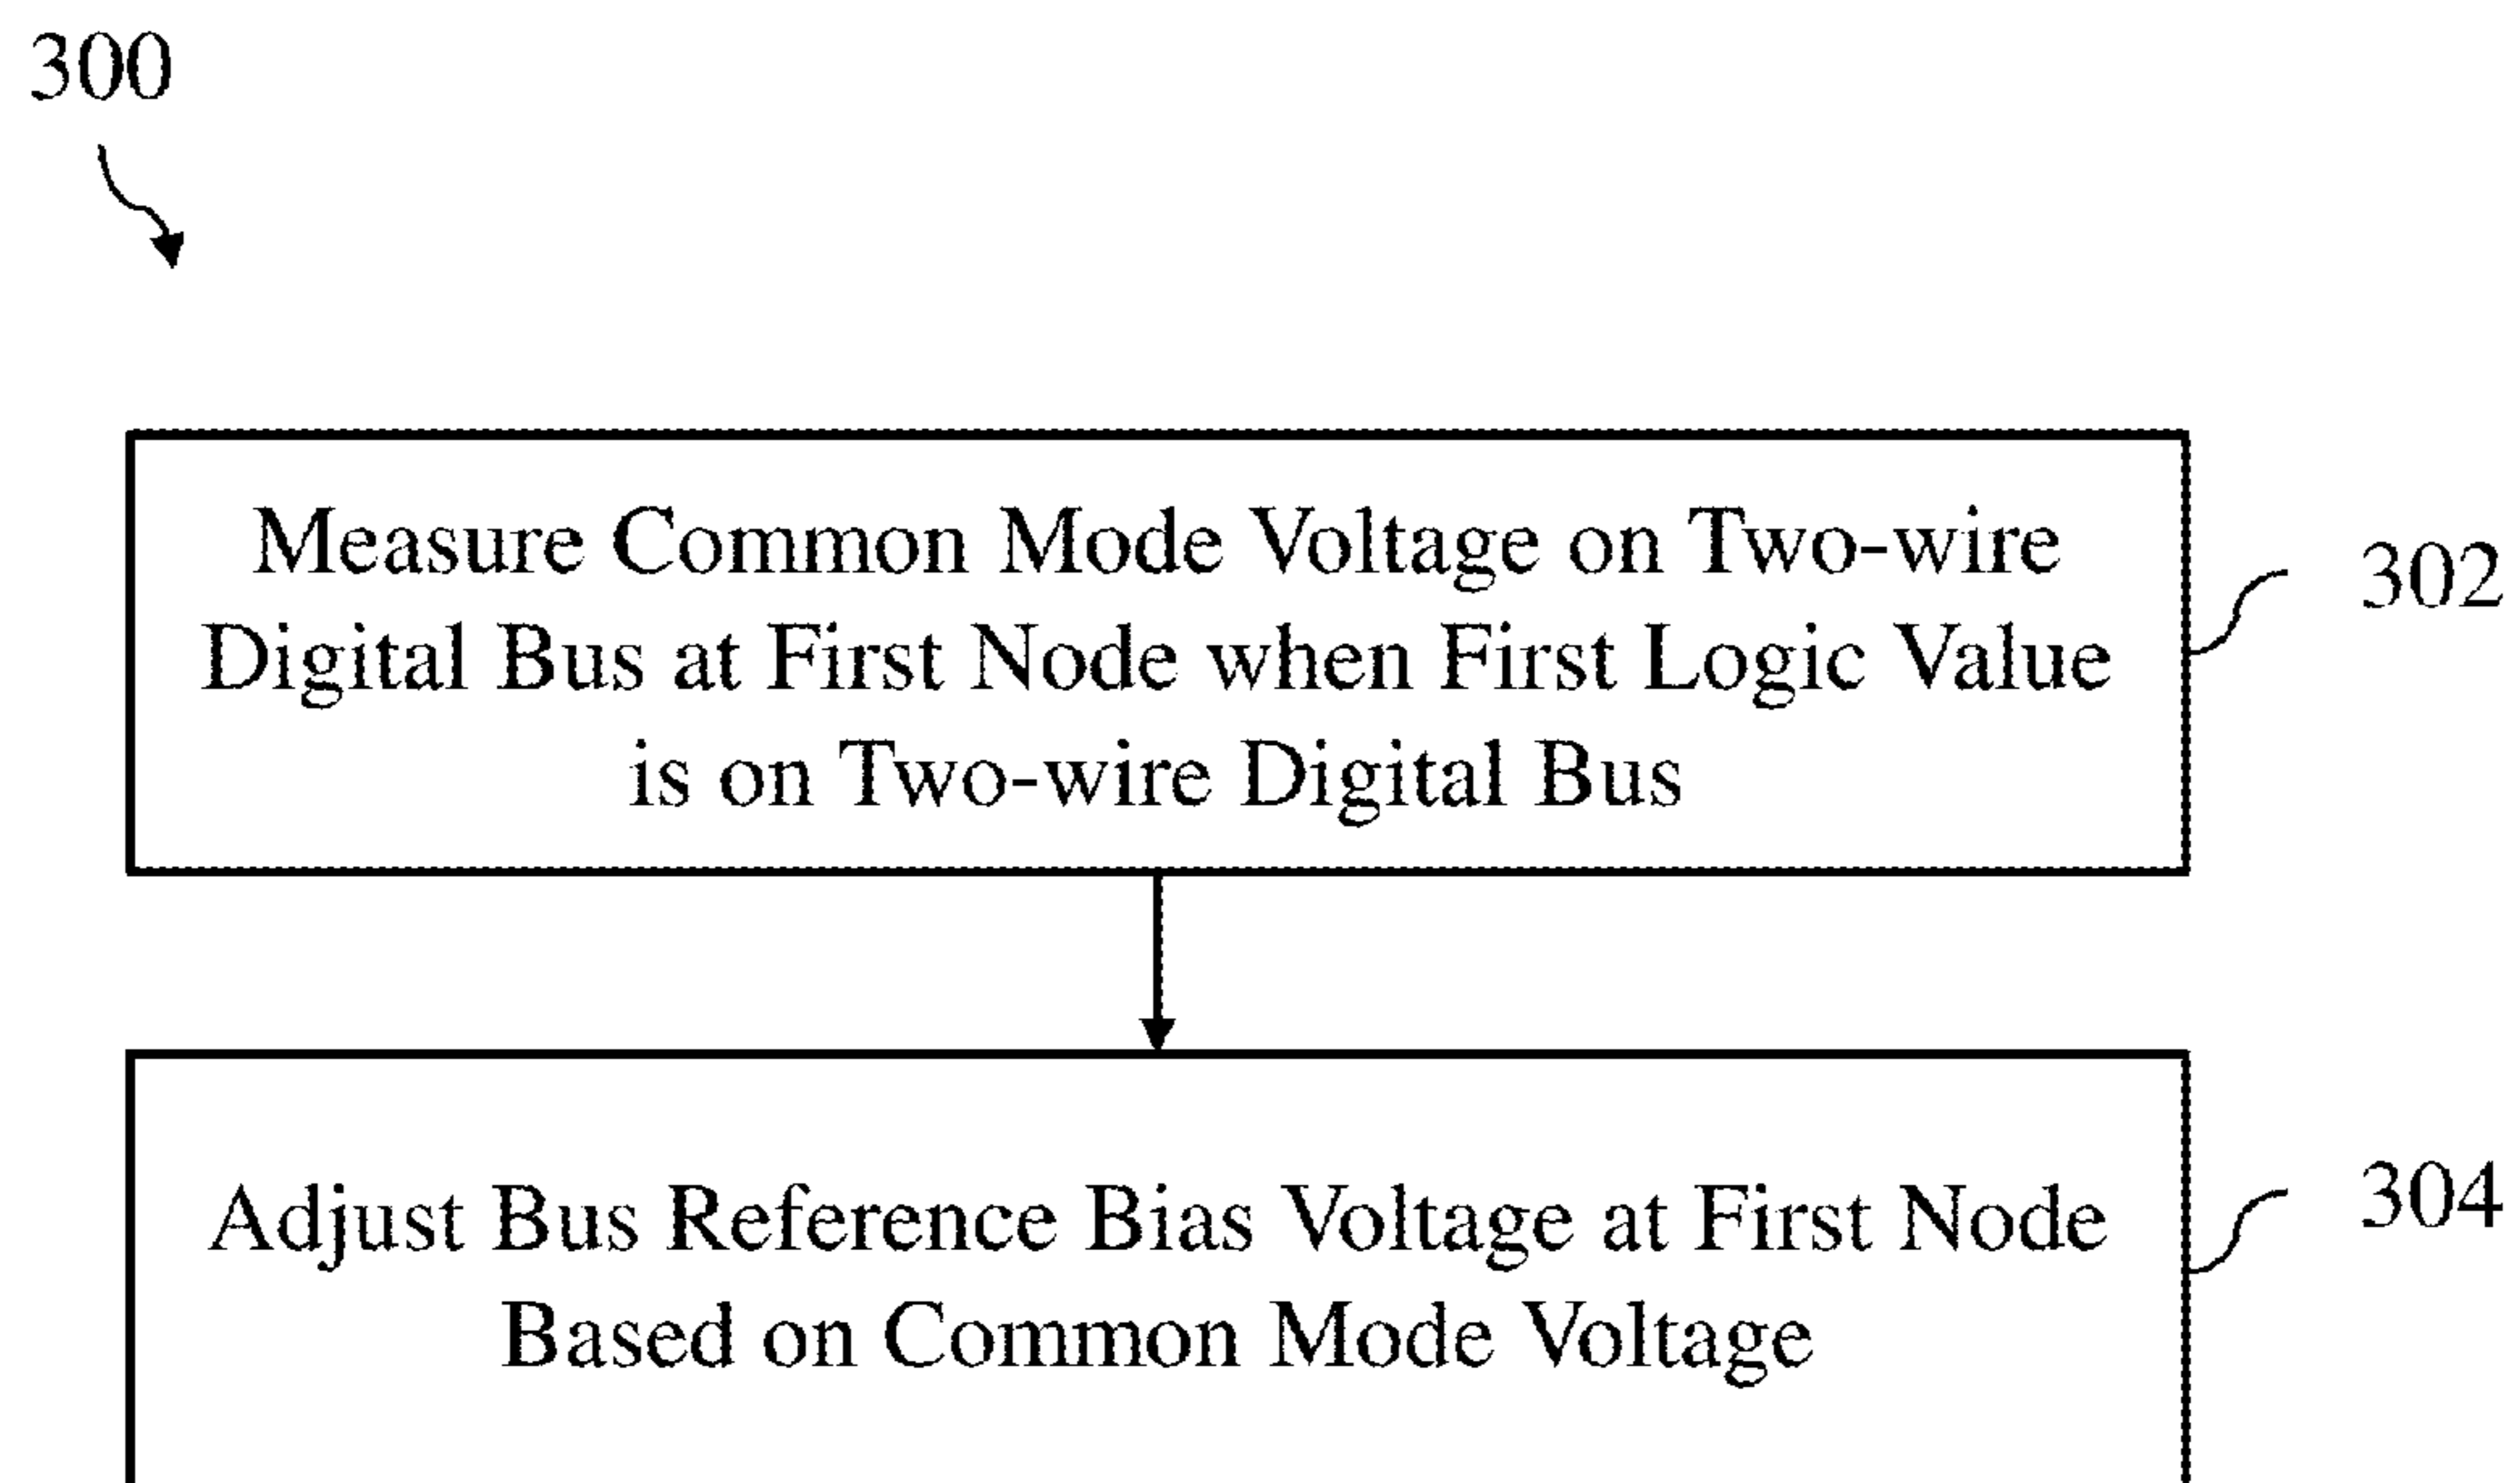 300
Measure Common Mode Voltage on Two-wire
Digital Bus at First Node when First Logic Value
is on Two-wire Digital Bus
302
Adjust Bus Reference Bias Voltage at First Node
Based on Common Mode Voltage
304